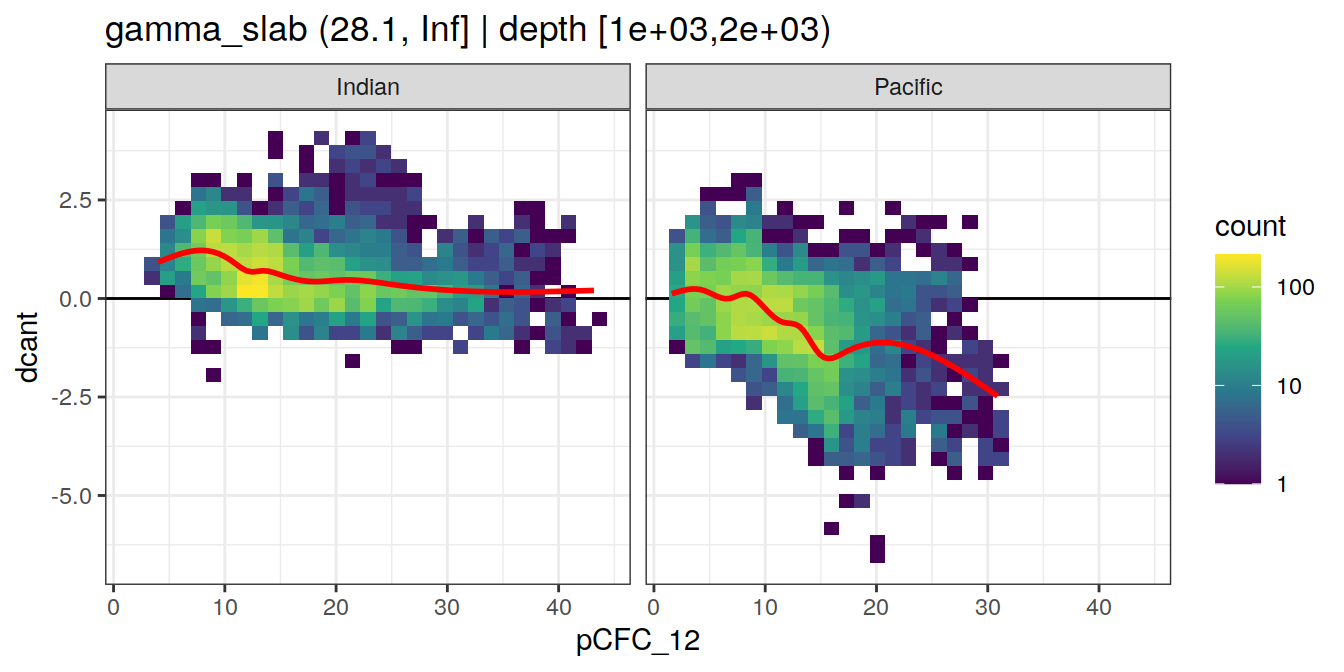 gamma_slab (28.1, Inf] | depth [1e+03,2e+03)
Indian
Pacific
dcant
2.5
0.0
-2.5
-5.0
0 10 20 30 40
0 10 20 30 40
pCFC_12
count
100
10
1